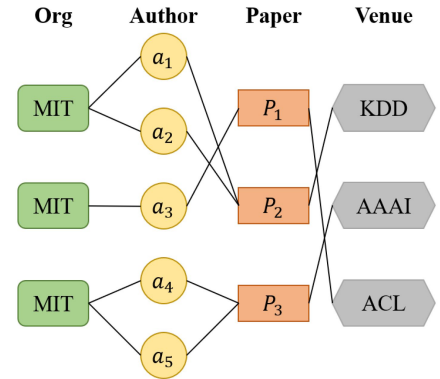 Org Author Paper Venue
a₁
MIT P₁ KDD
a₂
MIT a₃ P₂ AAAI
a₄
MIT P₃ ACL
a₅